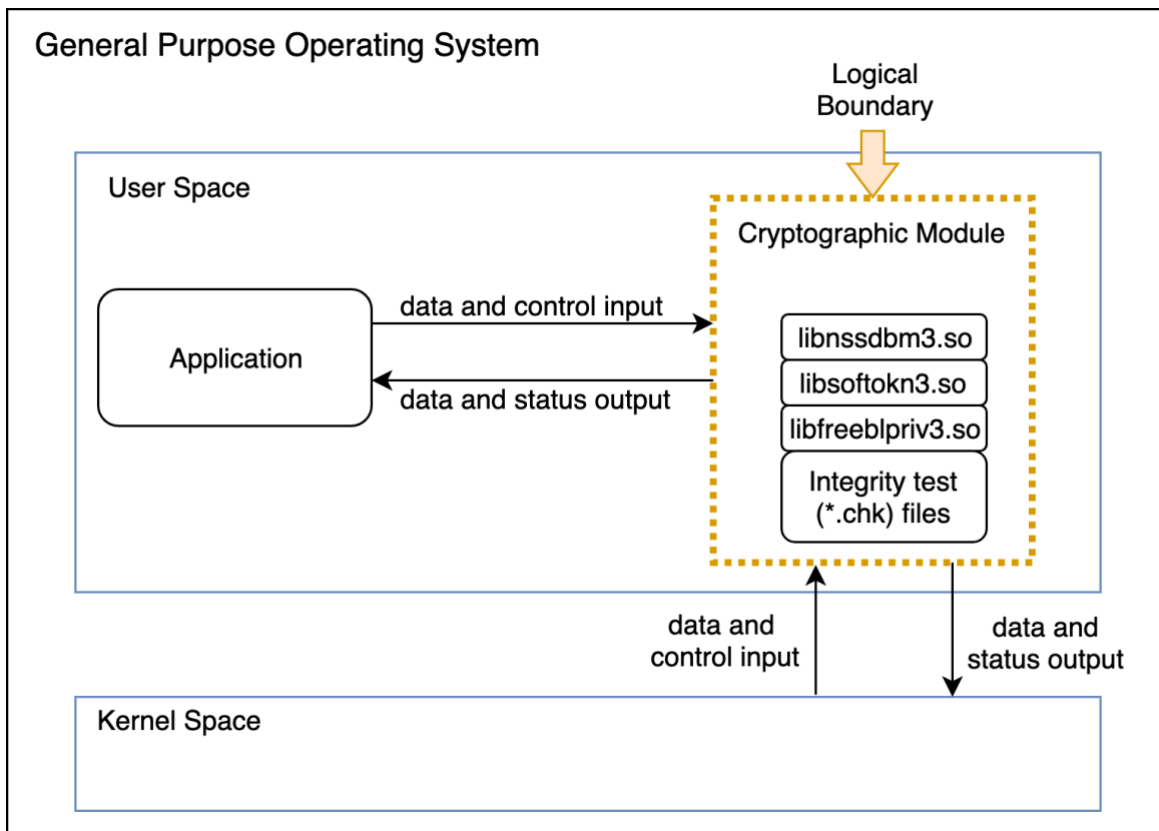 General Purpose Operating System
Logical
Boundary
User Space
Cryptographic Module
data and control input
Application
data and status output
libnssdbm3.so
libsoftokn3.so
libfreeblpriv3.so
Integrity test
(*.chk) files
data and
control input
data and
status output
Kernel Space